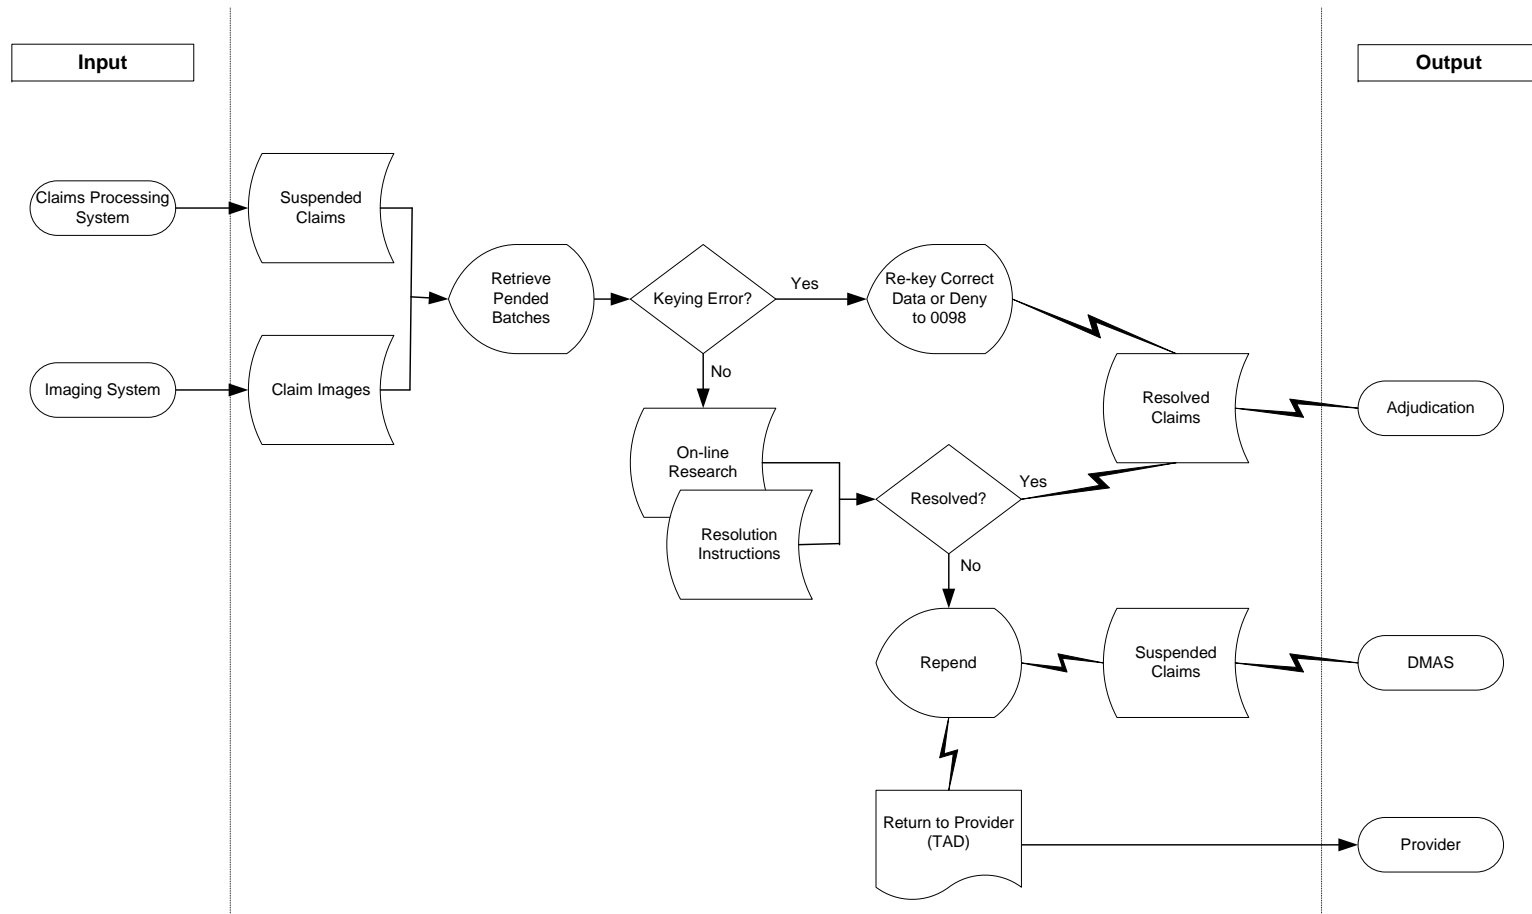 Input
Output
Claims Processing
System
Suspended
Claims
Retrieve
Pended
Batches
Keying Error?
Yes
Re-key Correct
Data or Deny
to 0098
Imaging System
Claim Images
No
Resolved
Claims
Adjudication
On-line
Research
Resolution
Instructions
Resolved?
Yes
No
Repend
Suspended
Claims
DMAS
Return to Provider
(TAD)
Provider